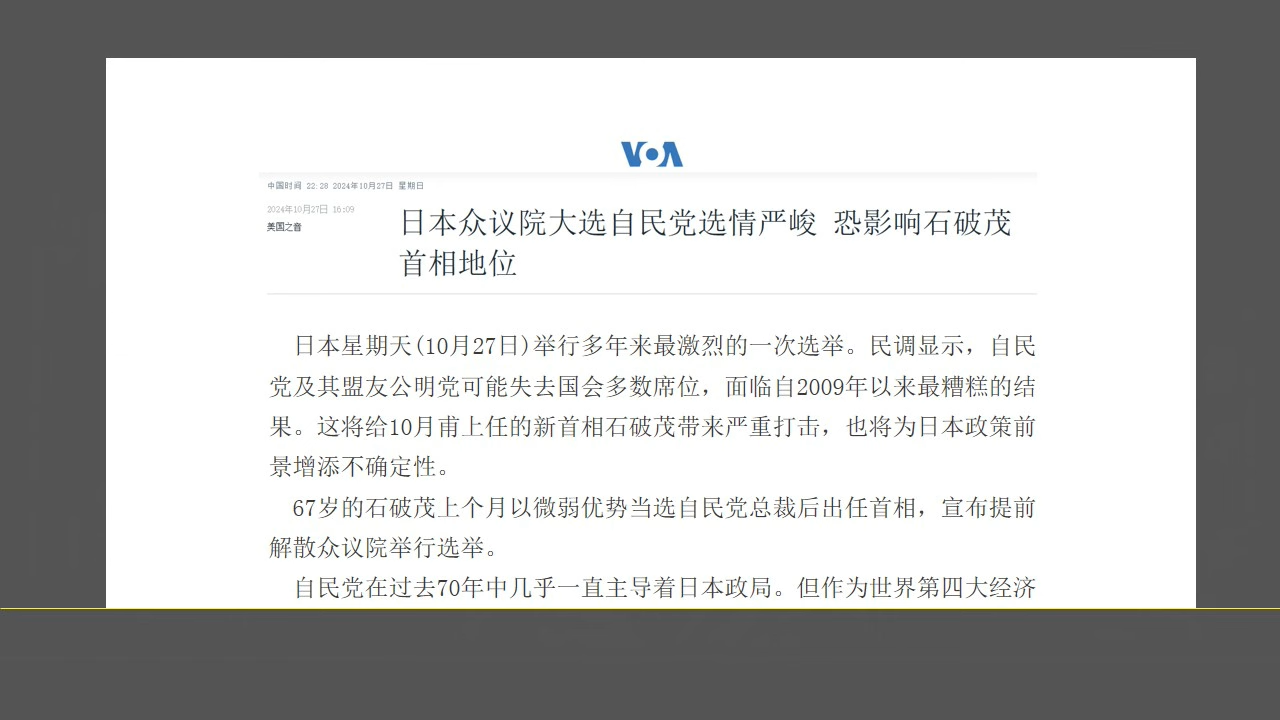 VOA
中国时间 22:28 2024年10月27日 星期日
2024年10月27日 16:09
美国之音
日本众议院大选自民党选情严峻 恐影响石破茂
首相地位
日本星期天(10月27日)举行多年来最激烈的一次选举。民调显示，自民
党及其盟友公明党可能失去国会多数席位，面临自2009年以来最糟糕的结
果。这将给10月甫上任的新首相石破茂带来严重打击，也将为日本政策前
景增添不确定性。
67岁的石破茂上个月以微弱优势当选自民党总裁后出任首相，宣布提前
解散众议院举行选举。
自民党在过去70年中几乎一直主导着日本政局。但作为世界第四大经济